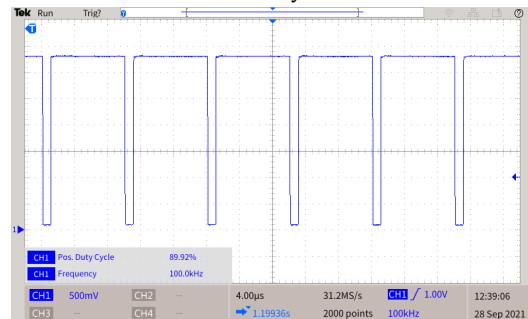 Tek Run Trig?
T
1
CH1 Pos. Duty Cycle 89.92%
CH1 Frequency 100.0kHz
CH1 500mV CH2 -- 4.00μs 31.2MS/s CH1 1.00V 12:39:06
CH3 -- CH4 -- 1.19936s 2000 points 100kHz 28 Sep 2021